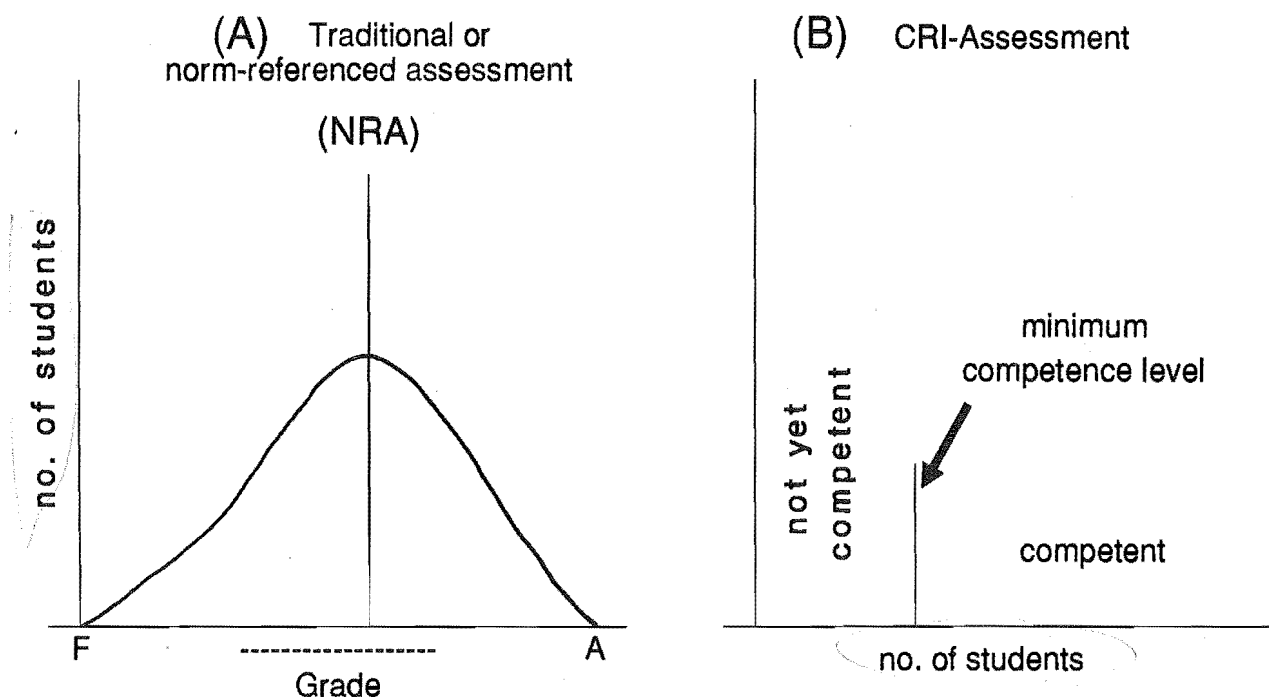 (A) Traditional or
norm-referenced assessment
(NRA)
no. of students
F
A
Grade
(B) CRI-Assessment
minimum
competence level
not yet
competent
competent
no. of students